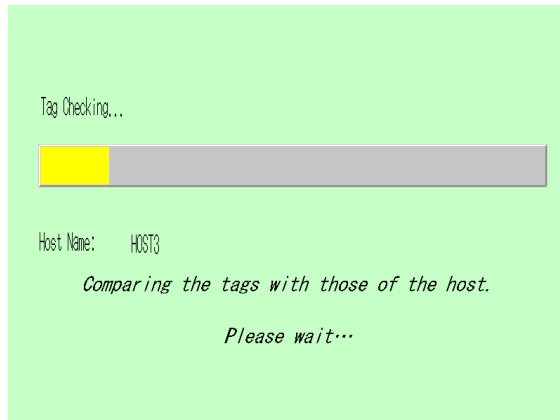 Tag Checking...
Host Name: HOST3
Comparing the tags with those of the host.
Please wait…